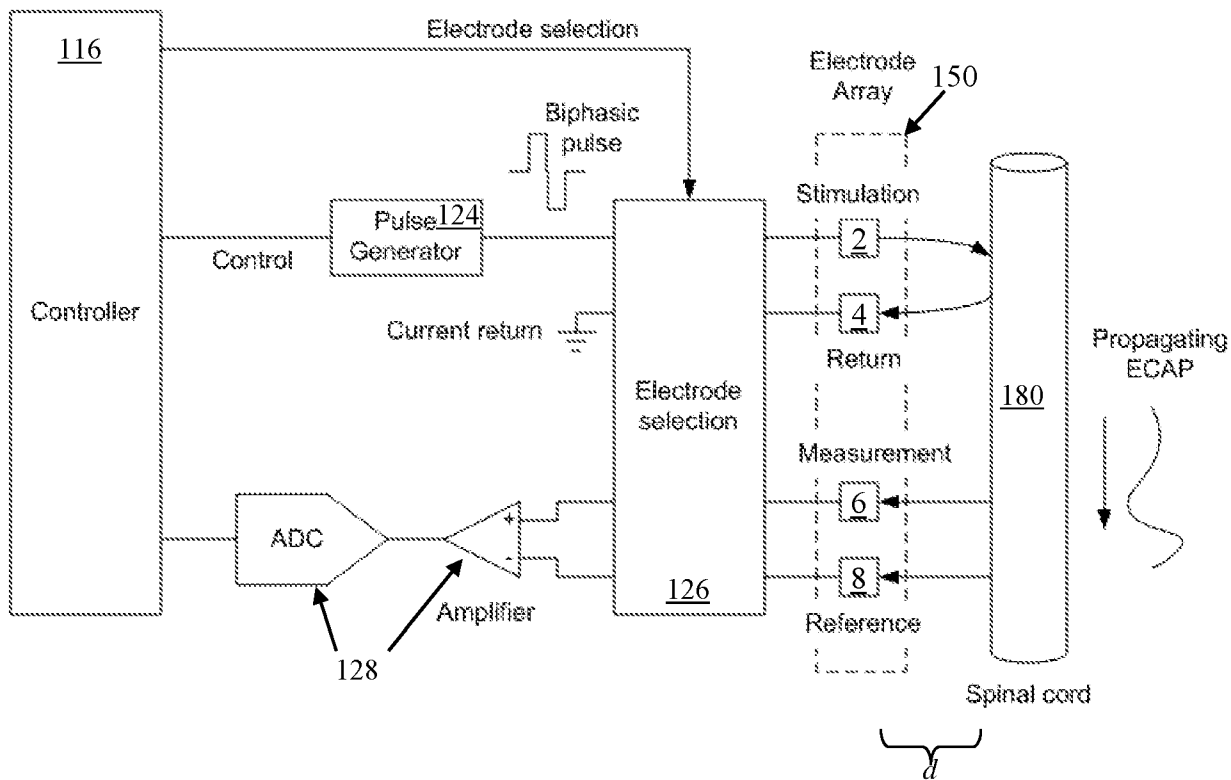 116
Electrode selection
Electrode
Array
150
Biphasic
pulse
Stimulation
Pulse 124
Generator
2
Control
Controller
Current return
4
Return
Propagating
ECAP
Electrode
selection
180
Measurement
ADC
+
-
6
8
126
Amplifier
Reference
128
Spinal cord
d